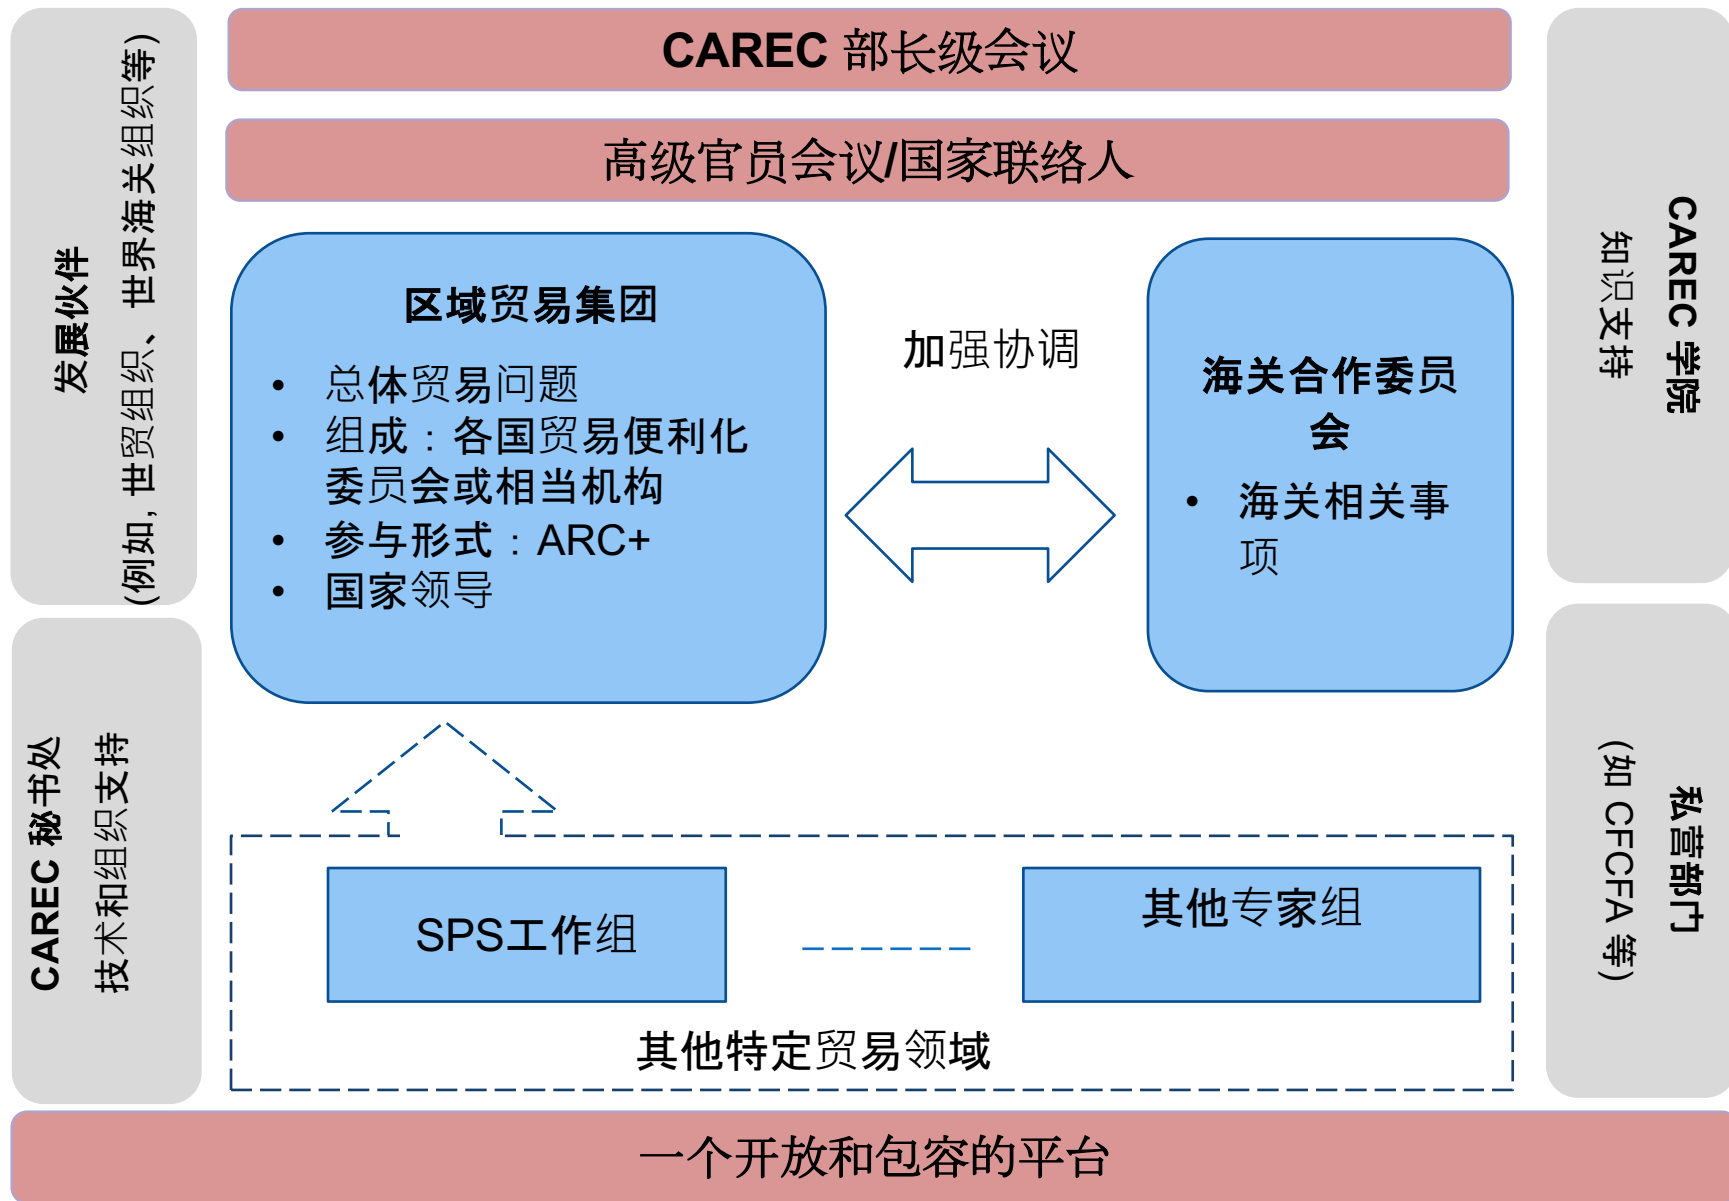 CAREC 部长级会议
高级官员会议/国家联络人
发展伙伴
(例如, 世贸组织、世界海关组织等)
区域贸易集团
• 总体贸易问题
• 组成：各国贸易便利化
委员会或相当机构
• 参与形式：ARC+
• 国家领导
加强协调
海关合作委员
会
• 海关相关事
项
CAREC 学院
知识支持
CAREC 秘书处
技术和组织支持
SPS工作组
其他专家组
其他特定贸易领域
私营部门
(如 CFCFA 等)
一个开放和包容的平台